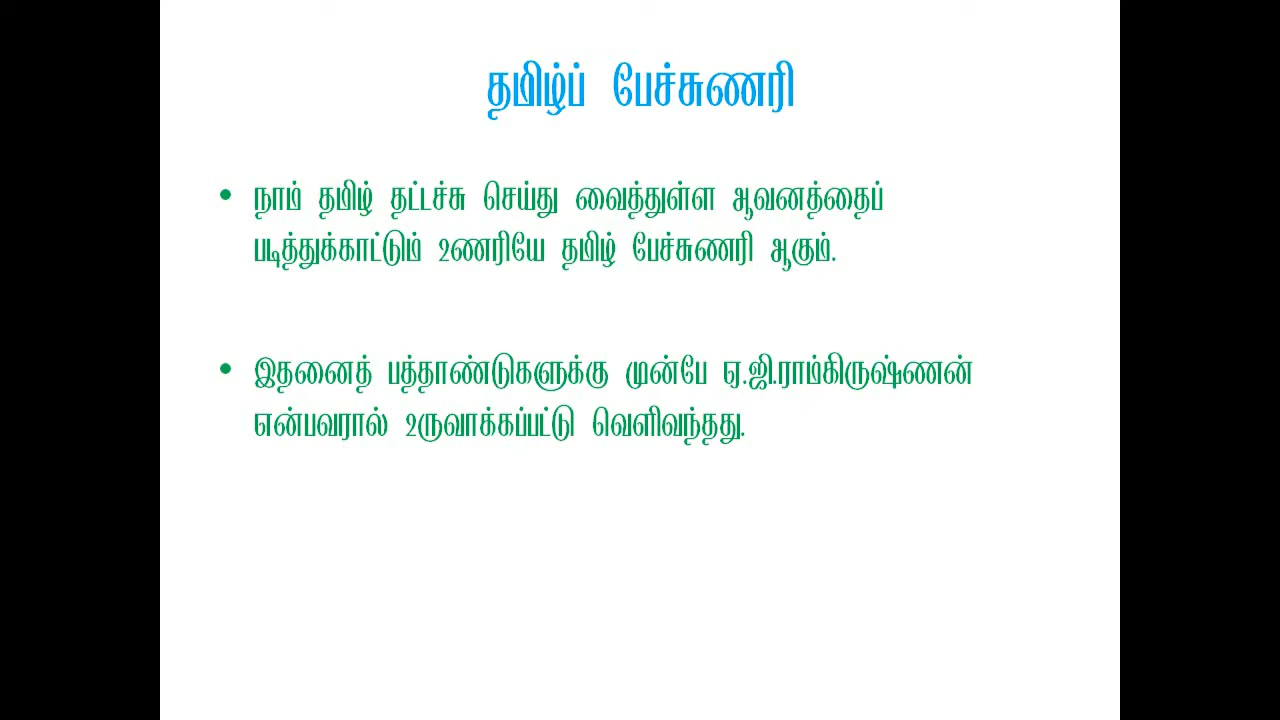 தமிழ்ப் பேச்சுணரி
• நாம் தமிழ் தட்டச்சு செய்து வைத்துள்ள ஆவனத்தைப்
படித்துக்காட்டும் உணரியே தமிழ் பேச்சுணரி ஆகும்.
• இதனைத் பத்தாண்டுகளுக்கு முன்பே ஏ.ஜி.ராம்கிருஷ்ணன்
என்பவரால் உருவாக்கப்பட்டு வெளிவந்தது.